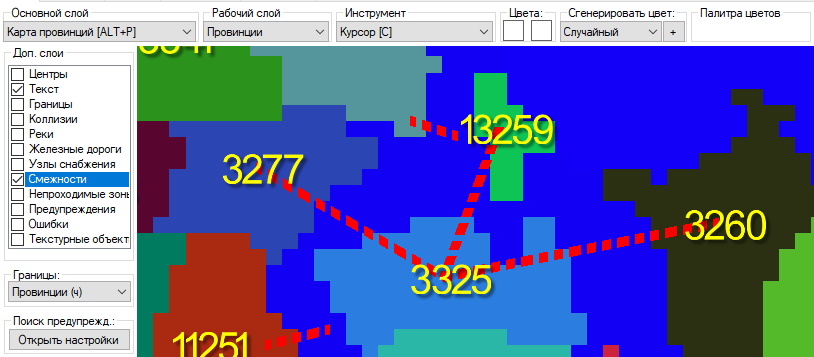 Основной слой
Рабочий слой
Инструмент
Цвета:
Сгенерировать цвет:
Палитра цветов
Карта провинций [ALT+P]
Провинции
Курсор [C]
Случайный
+
Доп. слои
Центры
Текст
Границы
Коллизии
Реки
Железные дороги
Узлы снабжения
Смежности
Непроходимые зоны
Предупреждения
Ошибки
Текстурные объект
Границы:
Провинции (ч)
Поиск предупрежд.:
Открыть настройки
13259
3277
3260
3325
11251